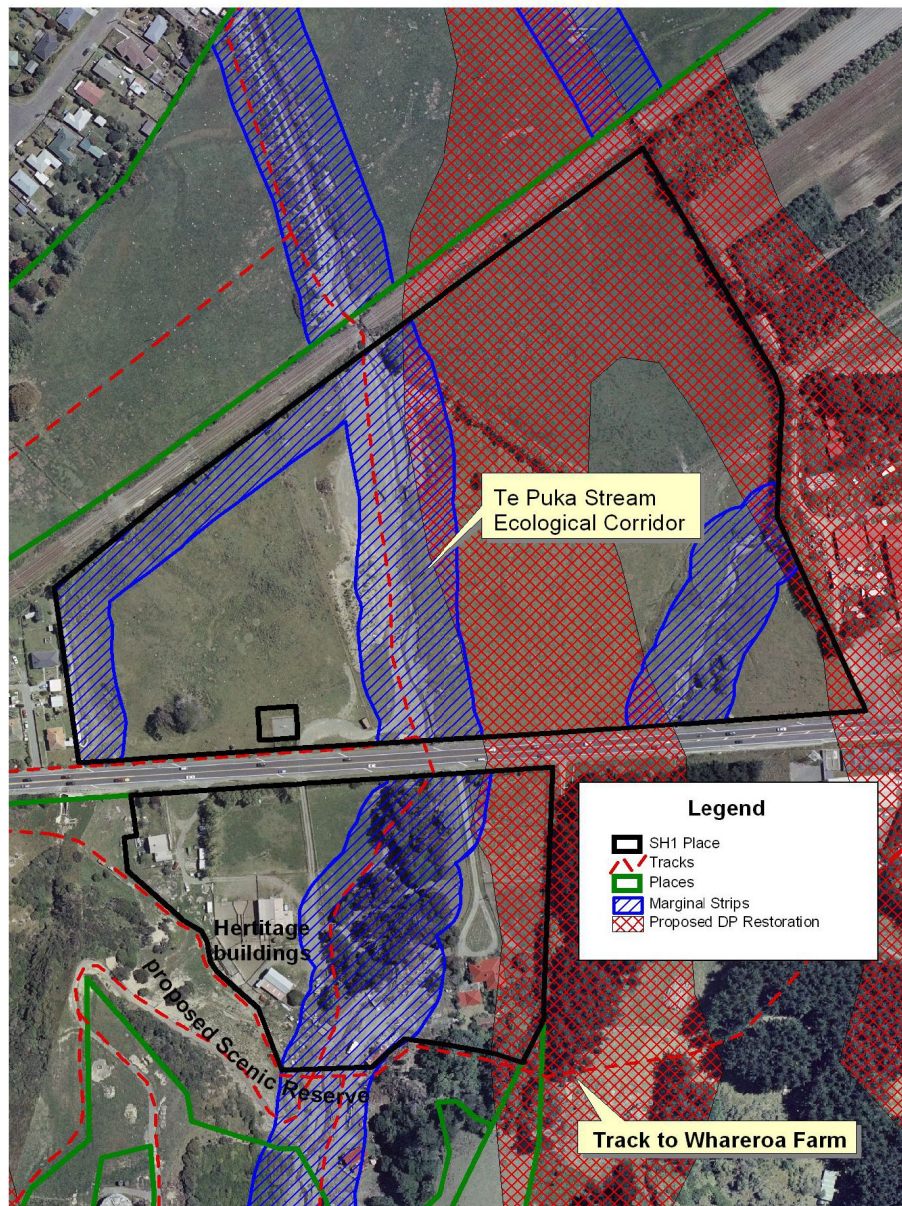 Te Puka Stream
Ecological Corridor
Legend
SH1 Place
Tracks
Places
Marginal Strips
Proposed DP Restoration
Hertitage
buildings
proposed Scenic Reserve
Track to Whareroa Farm